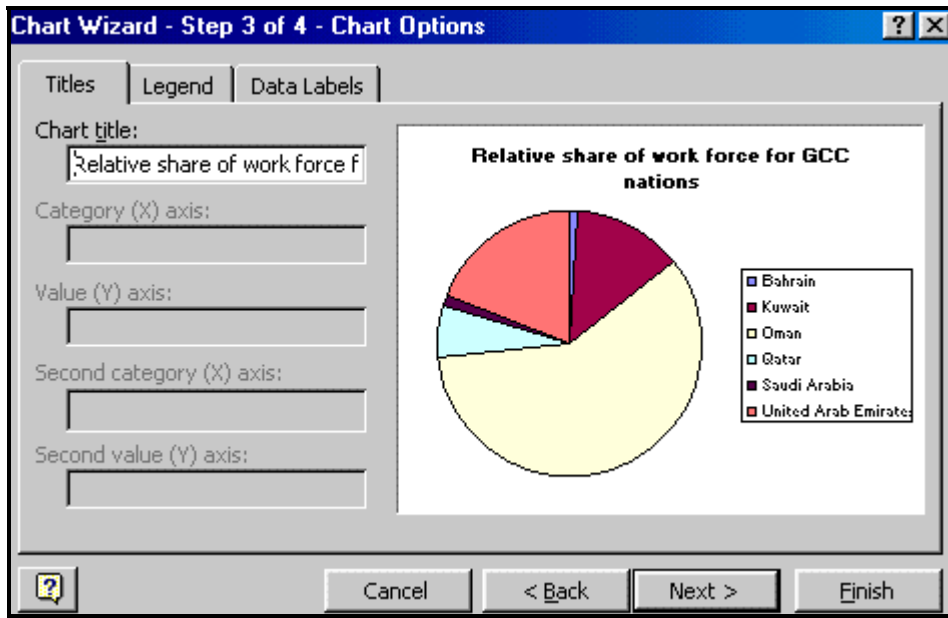 Chart Wizard - Step 3 of 4 - Chart Options
Titles
Legend
Data Labels
Chart title:
Relative share of work force f
Category (X) axis:
Value (Y) axis:
Second category (X) axis:
Second value (Y) axis:
Relative share of work force for GCC
nations
Bahrain
Kuwait
Oman
Qatar
Saudi Arabia
United Arab Emirates
Cancel
< Back
Next >
Finish